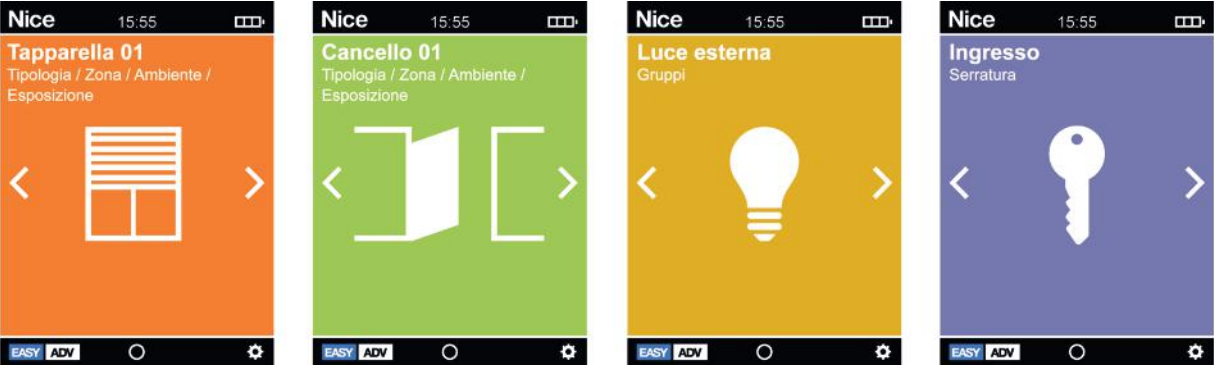 Nice 15:55
Tapparella 01
Tipologia / Zona / Ambiente /
Esposizione
EASY ADV
Nice 15:55
Cancello 01
Tipologia / Zona / Ambiente /
Esposizione
EASY ADV
Nice 15:55
Luce esterna
Gruppi
EASY ADV
Nice 15:55
Ingresso
Serratura
EASY ADV